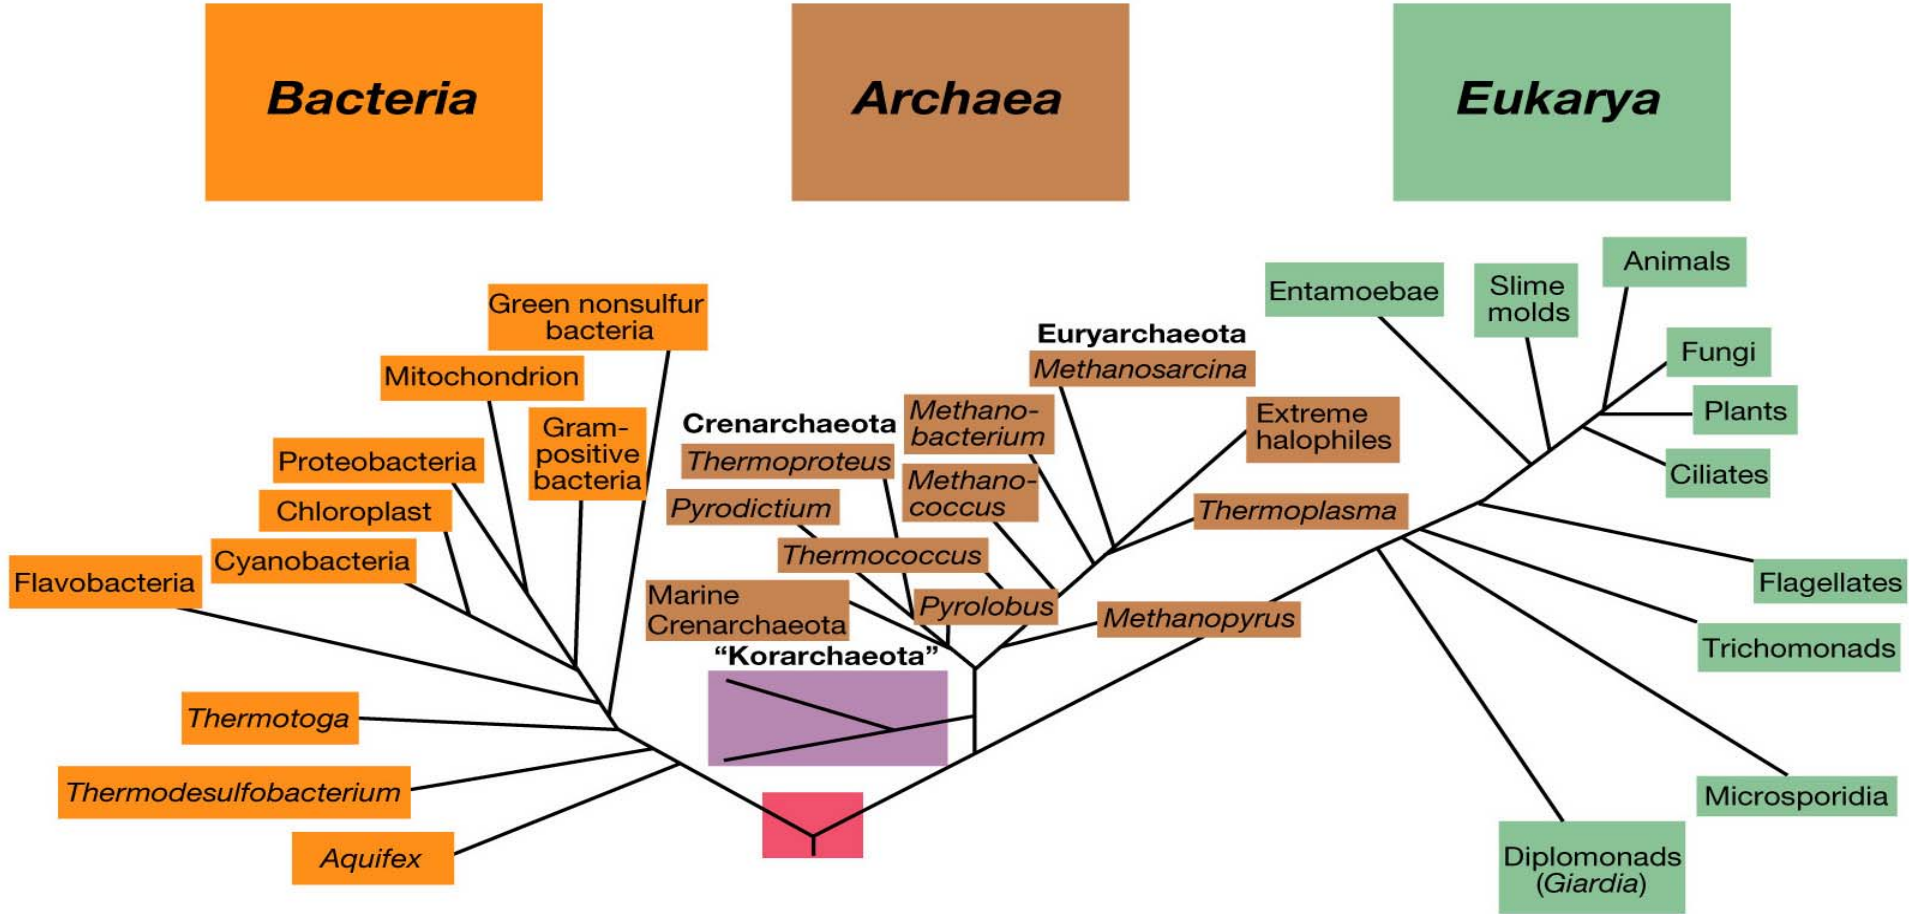 Bacteria
Archaea
Eukarya
Green nonsulfur
bacteria
Mitochondrion
Gram-
positive
bacteria
Proteobacteria
Chloroplast
Cyanobacteria
Flavobacteria
Thermotoga
Thermodesulfobacterium
Aquifex
Crenarchaeota
Thermoproteus
Pyrodictium
Thermococcus
Marine
Crenarchaeota
Pyrolobus
“Korarchaeota”
Euryarchaeota
Methanosarcina
Methano-
bacterium
Methano-
coccus
Extreme
halophiles
Thermoplasma
Methanopyrus
Entamoebae
Slime
molds
Animals
Fungi
Plants
Ciliates
Flagellates
Trichomonads
Microsporidia
Diplomonads
(Giardia)